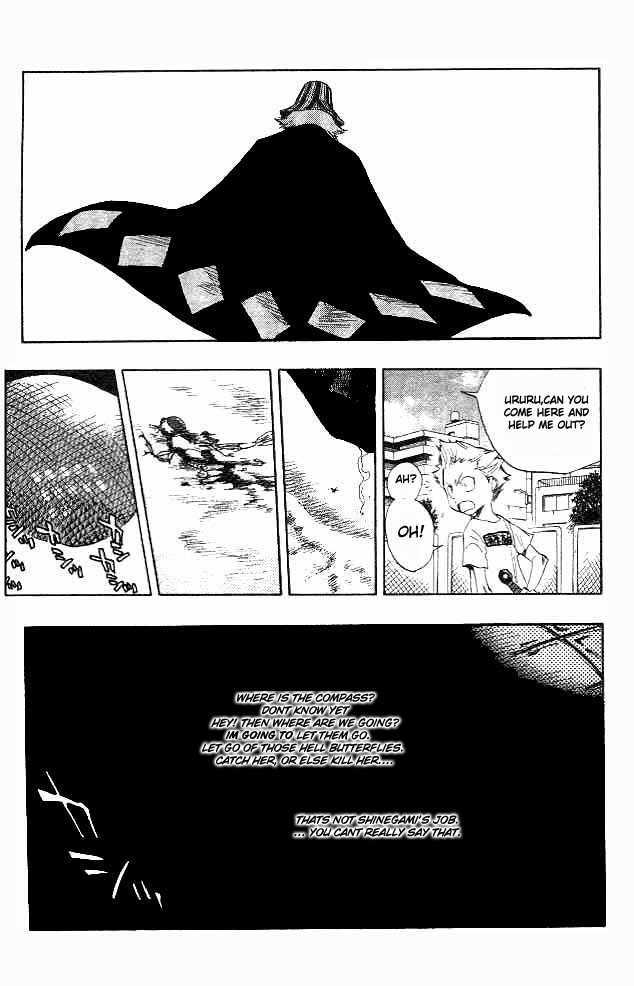 URURU,CAN YOU
COME HERE AND
HELP ME OUT?
AH?
OH!
WHERE IS THE COMPASS?
DONT KNOW YET
HEY! THEN WHERE ARE WE GOING?
IM GOING TO LET THEM GO.
LET GO OF THOSE HELL BUTTERFLIES.
CATCH HER, OR ELSE KILL HER....
THATS NOT SHINEGAMI'S JOB.
... YOU CANT REALLY SAY THAT.